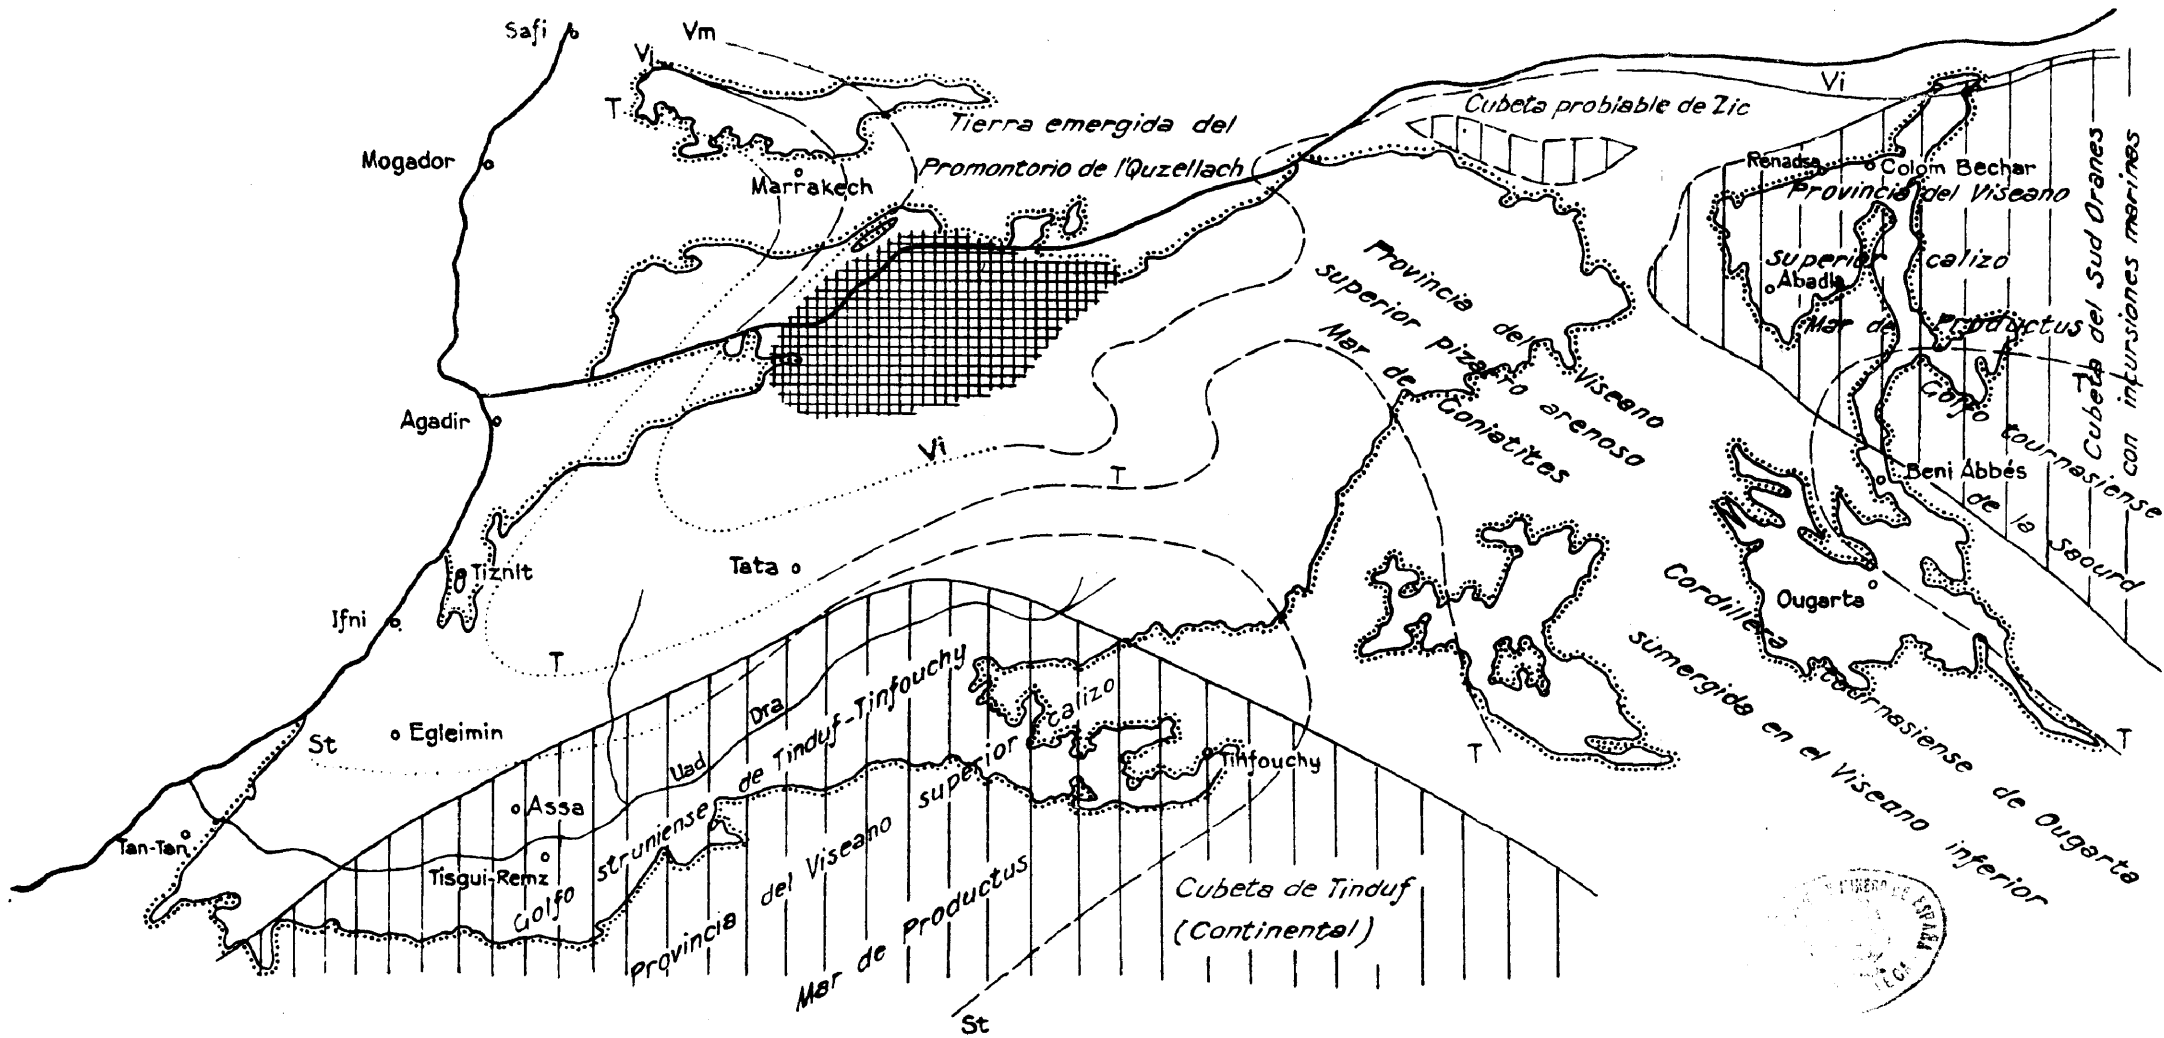 Safi
Vm
Vi
T
Mogador
Marrakech
Tierra emergida del
Promontorio de l'Quzellach
Cubeta probiable de Zic
Vi
Renadsa
Colom Bechar
Provincia del Viseano
superior calizo
Abadla
Mar de Productus
Cubeta del Sud Oranes
con intursiones marinas
Provincia del Viseano
superior pizarro arenoso
Mar de Goniatites
T
Golfo tournasiense
de la Saourd
Beni Abbés
Agadir
Vi
T
Tiznit
Tata
Ifni
T
Ougarta
Cordillera tournasiense de Ougarta
sumergida en el Viseano inferior
T
T
St
Egleimin
Uad Dra
Assa
Tan-Tan
Tisgui-Remz
Golfo struniense de Tinduf-Tinfouchy
Tinfouchy
Provincia del Viseano superior calizo
Mar de Productus
Cubeta de Tinduf
(Continental)
St